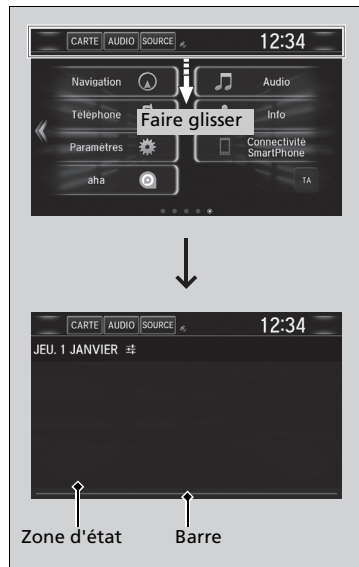 CARTE AUDIO SOURCE 12:34
Navigation Audio
Téléphone Info
Faire glisser
Paramètres Connectivité SmartPhone
aha TA
CARTE AUDIO SOURCE 12:34
JEU. 1 JANVIER
Zone d'état Barre